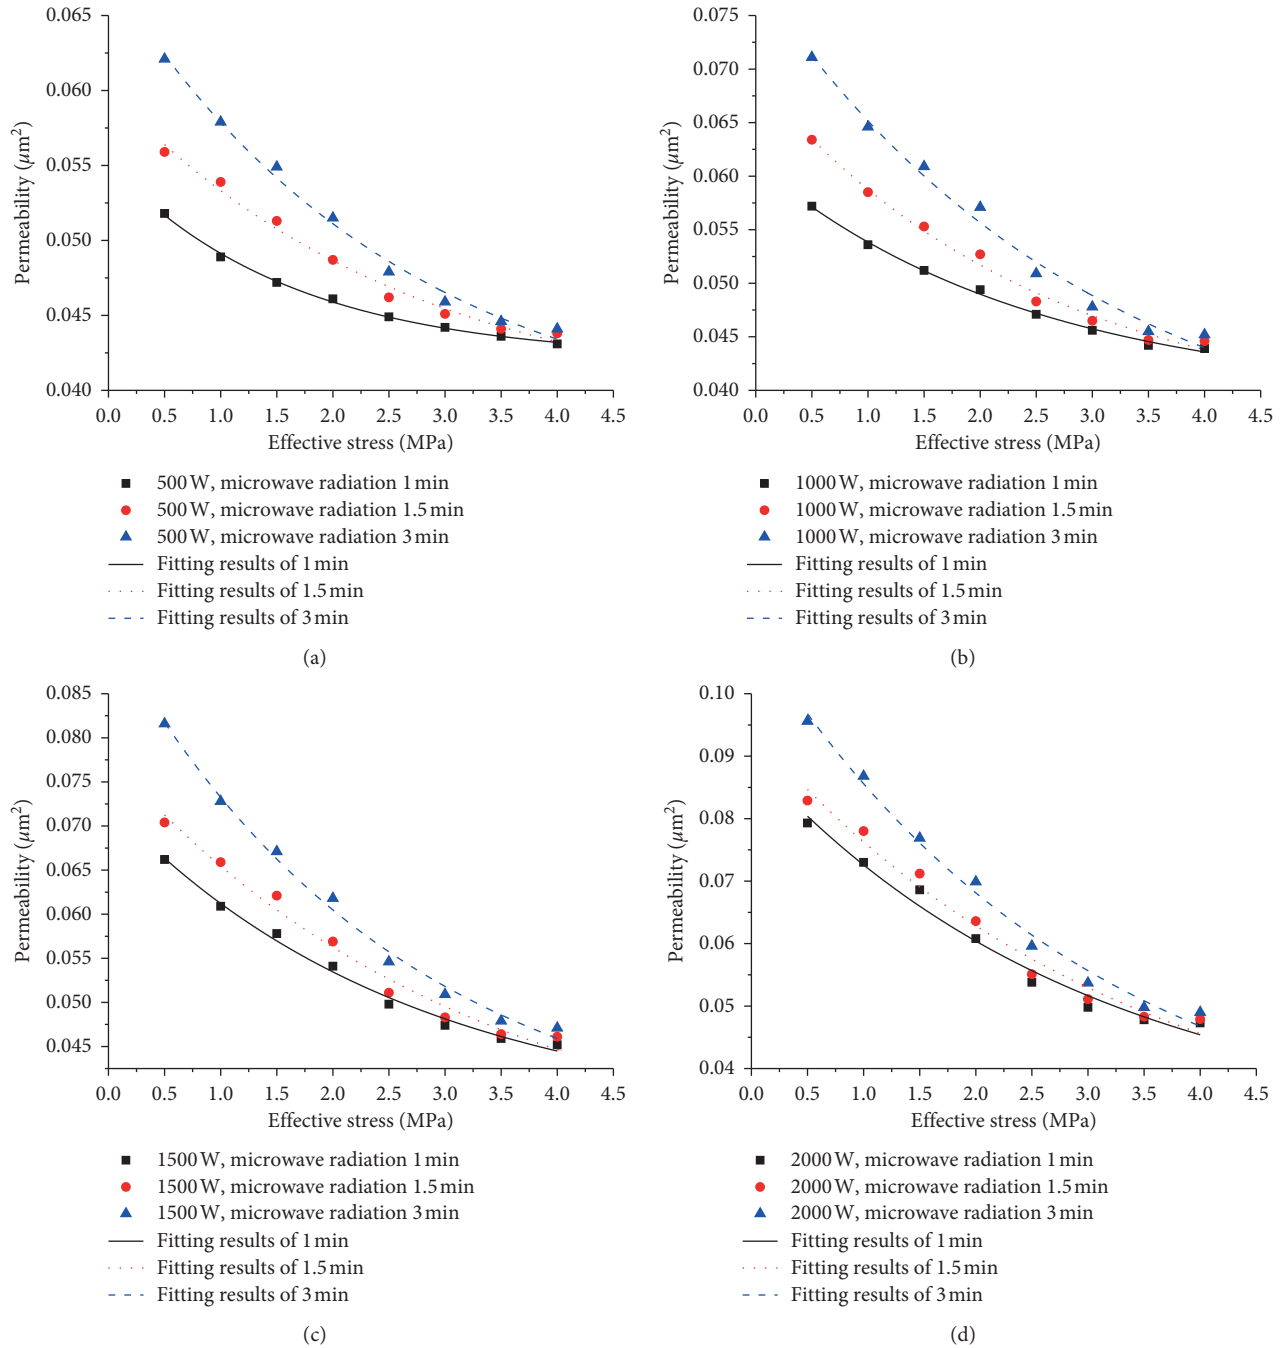 0.065
0.060
0.055
0.050
0.045
0.040
Permeability (μm²)
0.0 0.5 1.0 1.5 2.0 2.5 3.0 3.5 4.0 4.5
Effective stress (MPa)
500 W, microwave radiation 1 min
500 W, microwave radiation 1.5 min
500 W, microwave radiation 3 min
Fitting results of 1 min
Fitting results of 1.5 min
Fitting results of 3 min
(a)
0.075
0.070
0.065
0.060
0.055
0.050
0.045
0.040
Permeability (μm²)
0.0 0.5 1.0 1.5 2.0 2.5 3.0 3.5 4.0 4.5
Effective stress (MPa)
1000 W, microwave radiation 1 min
1000 W, microwave radiation 1.5 min
1000 W, microwave radiation 3 min
Fitting results of 1 min
Fitting results of 1.5 min
Fitting results of 3 min
(b)
0.085
0.080
0.075
0.070
0.065
0.060
0.055
0.050
0.045
Permeability (μm²)
0.0 0.5 1.0 1.5 2.0 2.5 3.0 3.5 4.0 4.5
Effective stress (MPa)
1500 W, microwave radiation 1 min
1500 W, microwave radiation 1.5 min
1500 W, microwave radiation 3 min
Fitting results of 1 min
Fitting results of 1.5 min
Fitting results of 3 min
(c)
0.10
0.09
0.08
0.07
0.06
0.05
0.04
Permeability (μm²)
0.0 0.5 1.0 1.5 2.0 2.5 3.0 3.5 4.0 4.5
Effective stress (MPa)
2000 W, microwave radiation 1 min
2000 W, microwave radiation 1.5 min
2000 W, microwave radiation 3 min
Fitting results of 1 min
Fitting results of 1.5 min
Fitting results of 3 min
(d)